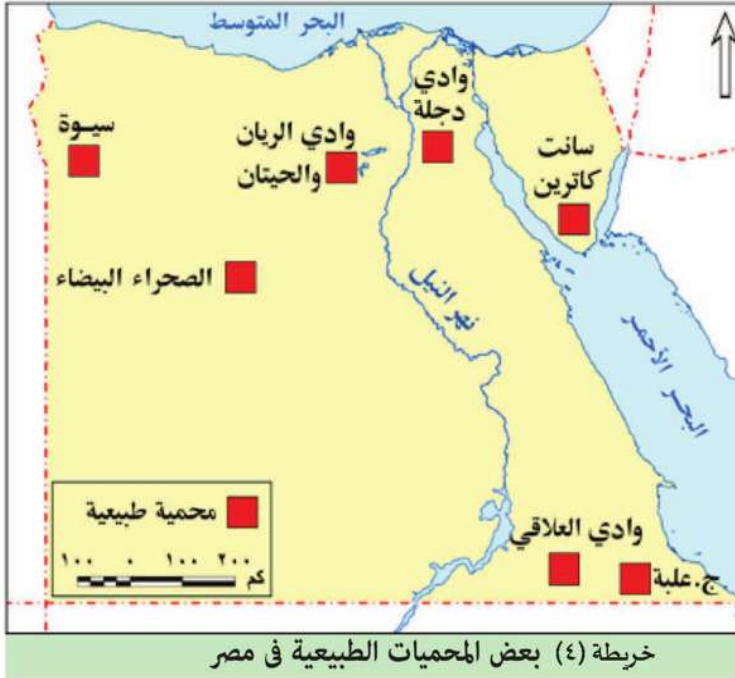 البحر المتوسط
وادي
دجلة
سانت
كاترين
وادي الريان
والحيتان
سيـوة
الصحراء البيضاء
نهر النيل
البحر الأحمر
وادي العلاقي
ج.علبة
محمية طبيعية
١٠٠ ٠ ١٠٠ ٢٠٠
كم
خريطة (٤) بعض المحميات الطبيعية فى مصر